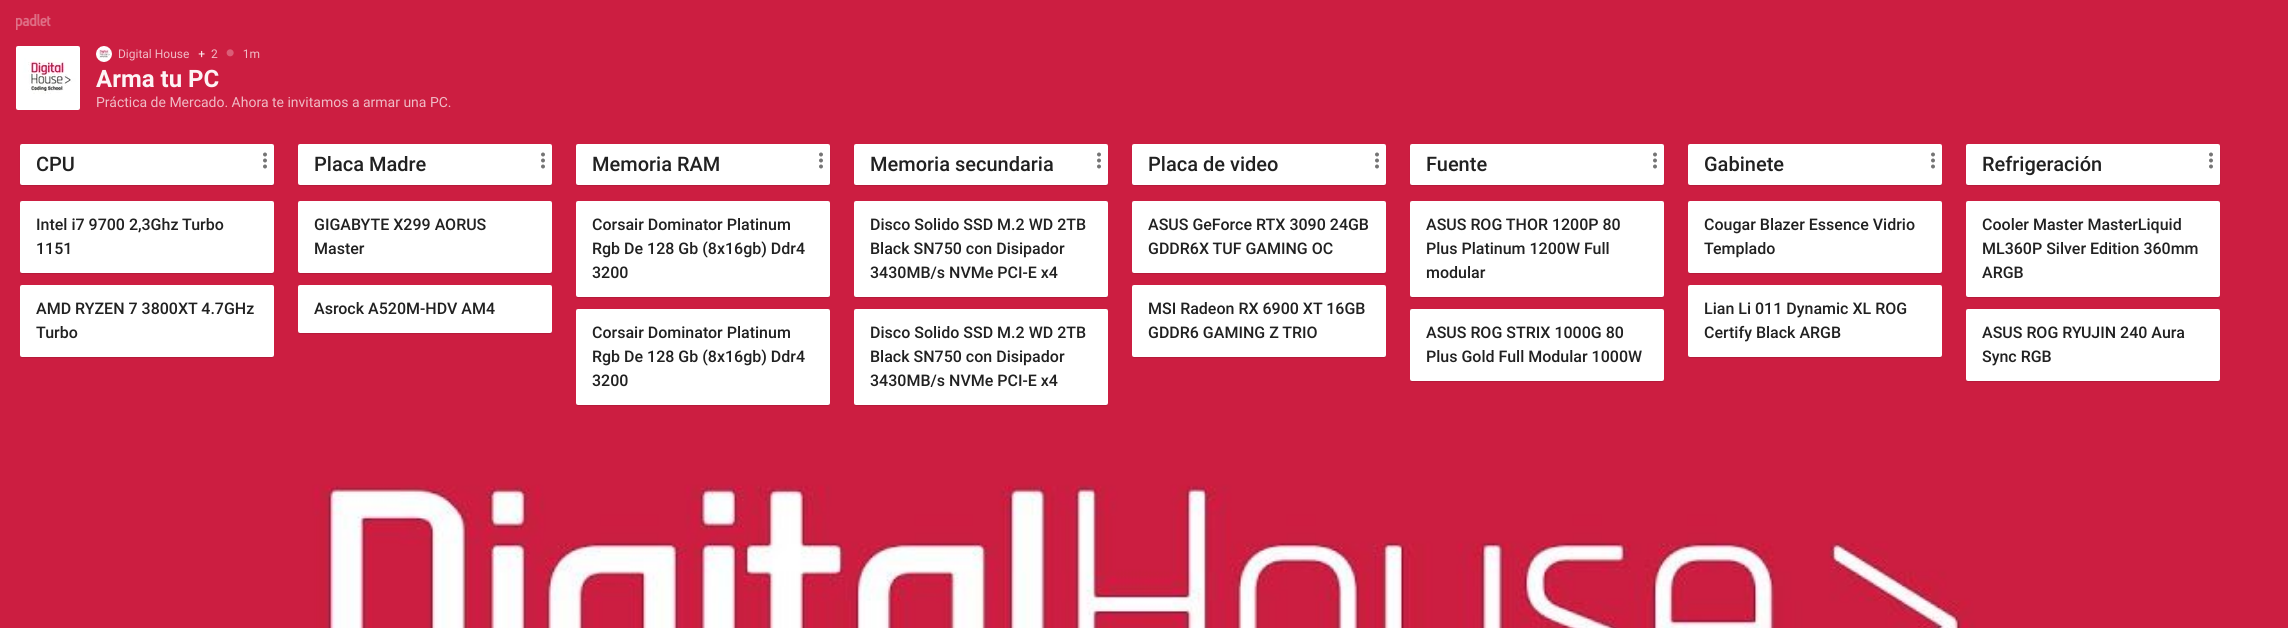 padlet
Digital House + 2 • 1m
Digital
House>
Coding School
Arma tu PC
Práctica de Mercado. Ahora te invitamos a armar una PC.
CPU
Intel i7 9700 2,3Ghz Turbo
1151
AMD RYZEN 7 3800XT 4.7GHz
Turbo
Placa Madre
GIGABYTE X299 AORUS
Master
Asrock A520M-HDV AM4
Memoria RAM
Corsair Dominator Platinum
Rgb De 128 Gb (8x16gb) Ddr4
3200
Corsair Dominator Platinum
Rgb De 128 Gb (8x16gb) Ddr4
3200
Memoria secundaria
Disco Solido SSD M.2 WD 2TB
Black SN750 con Disipador
3430MB/s NVMe PCI-E x4
Disco Solido SSD M.2 WD 2TB
Black SN750 con Disipador
3430MB/s NVMe PCI-E x4
Placa de video
ASUS GeForce RTX 3090 24GB
GDDR6X TUF GAMING OC
MSI Radeon RX 6900 XT 16GB
GDDR6 GAMING Z TRIO
Fuente
ASUS ROG THOR 1200P 80
Plus Platinum 1200W Full
modular
ASUS ROG STRIX 1000G 80
Plus Gold Full Modular 1000W
Gabinete
Cougar Blazer Essence Vidrio
Templado
Lian Li 011 Dynamic XL ROG
Certify Black ARGB
Refrigeración
Cooler Master MasterLiquid
ML360P Silver Edition 360mm
ARGB
ASUS ROG RYUJIN 240 Aura
Sync RGB
DigitalHouse>